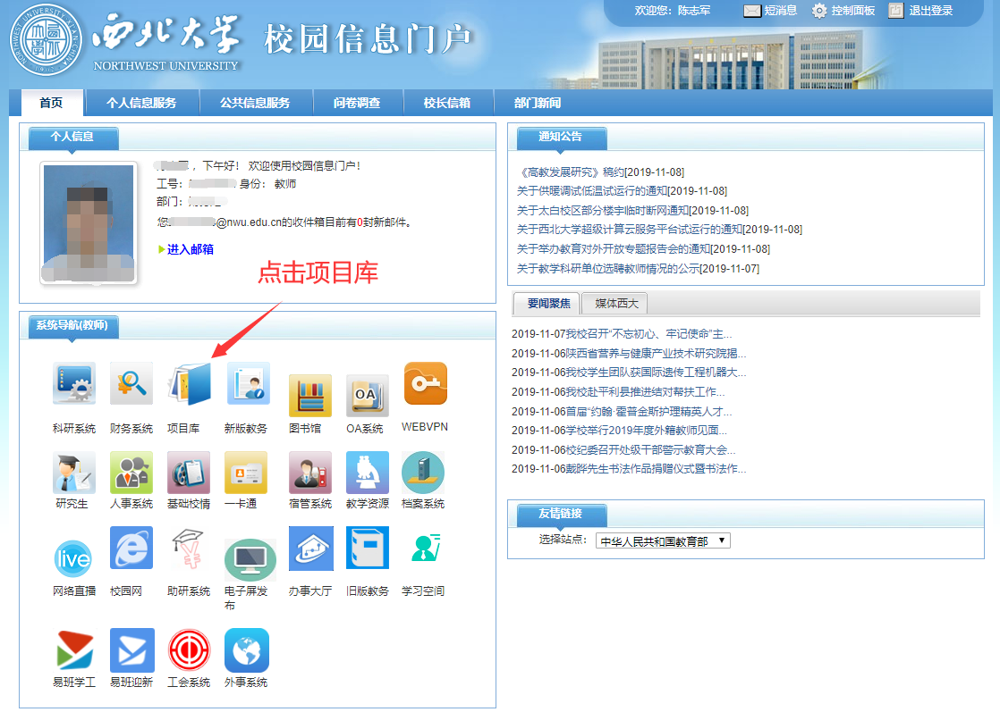 西北大学 校园信息门户
NORTHWEST UNIVERSITY
欢迎您: 陈志军 短消息 控制面板 退出登录
首页 个人信息服务 公共信息服务 问卷调查 校长信箱 部门新闻
个人信息
，下午好！ 欢迎使用校园信息门户！
工号： 身份： 教师
部门：
您 @nwu.edu.cn的收件箱目前有0封新邮件。
进入邮箱
点击项目库
系统导航(教师)
科研系统 财务系统 项目库 新版教务 图书馆 OA系统 WEBVPN
OA
研究生 人事系统 基础校情 一卡通 宿管系统 教学资源 档案系统
live
网络直播 校园网 助研系统 电子屏发布 办事大厅 旧版教务 学习空间
易班学工 易班迎新 工会系统 外事系统
通知公告
《高教发展研究》稿约[2019-11-08]
关于供暖调试低温试运行的通知[2019-11-08]
关于太白校区部分楼宇临时断网通知[2019-11-08]
关于西北大学超级计算云服务平台试运行的通知[2019-11-08]
关于举办教育对外开放专题报告会的通知[2019-11-08]
关于教学科研单位选聘教师情况的公示[2019-11-07]
要闻聚焦 媒体西大
2019-11-07我校召开“不忘初心、牢记使命”主...
2019-11-06陕西省营养与健康产业技术研究院揭...
2019-11-06我校学生团队获国际遗传工程机器大...
2019-11-06我校赴平利县推进结对帮扶工作...
2019-11-06首届“约翰·霍普金斯护理精英人才...
2019-11-06学校举行2019年度外籍教师见面...
2019-11-06校纪委召开处级干部警示教育大会...
2019-11-06戴晔先生书法作品捐赠仪式暨书法作...
友情链接
选择站点: 中华人民共和国教育部